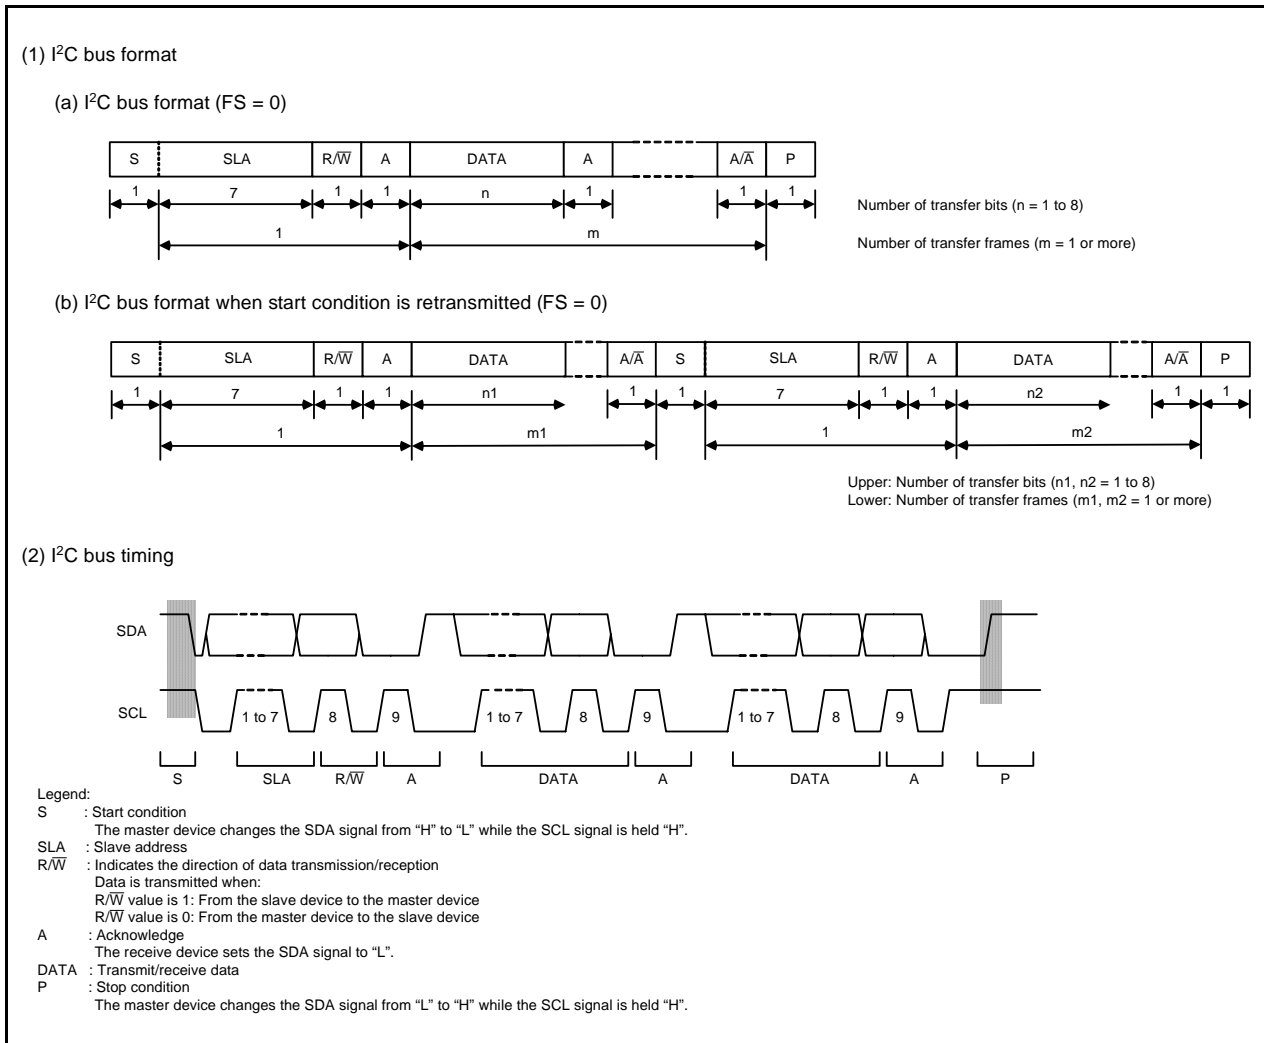 (1) I²C bus format
(a) I²C bus format (FS = 0)
S SLA R/W̅ A DATA A A/A̅ P
1 7 1 1 n 1 1 1
1 m
Number of transfer bits (n = 1 to 8)
Number of transfer frames (m = 1 or more)
(b) I²C bus format when start condition is retransmitted (FS = 0)
S SLA R/W̅ A DATA A/A̅ S SLA R/W̅ A DATA A/A̅ P
1 7 1 1 n1 1 1 7 1 1 n2 1 1
1 m1 1 m2
Upper: Number of transfer bits (n1, n2 = 1 to 8)
Lower: Number of transfer frames (m1, m2 = 1 or more)
(2) I²C bus timing
SDA
SCL 1 to 7 8 9 1 to 7 8 9 1 to 7 8 9
S SLA R/W̅ A DATA A DATA A P
Legend:
S : Start condition
The master device changes the SDA signal from “H” to “L” while the SCL signal is held “H”.
SLA : Slave address
R/W̅ : Indicates the direction of data transmission/reception
Data is transmitted when:
R/W̅ value is 1: From the slave device to the master device
R/W̅ value is 0: From the master device to the slave device
A : Acknowledge
The receive device sets the SDA signal to “L”.
DATA : Transmit/receive data
P : Stop condition
The master device changes the SDA signal from “L” to “H” while the SCL signal is held “H”.